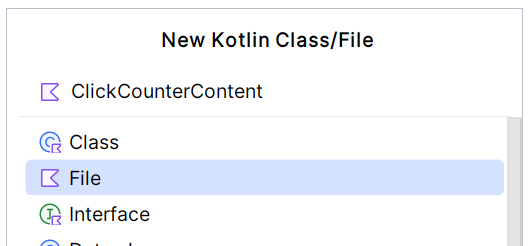 New Kotlin Class/File
ClickCounterContent
Class
File
Interface